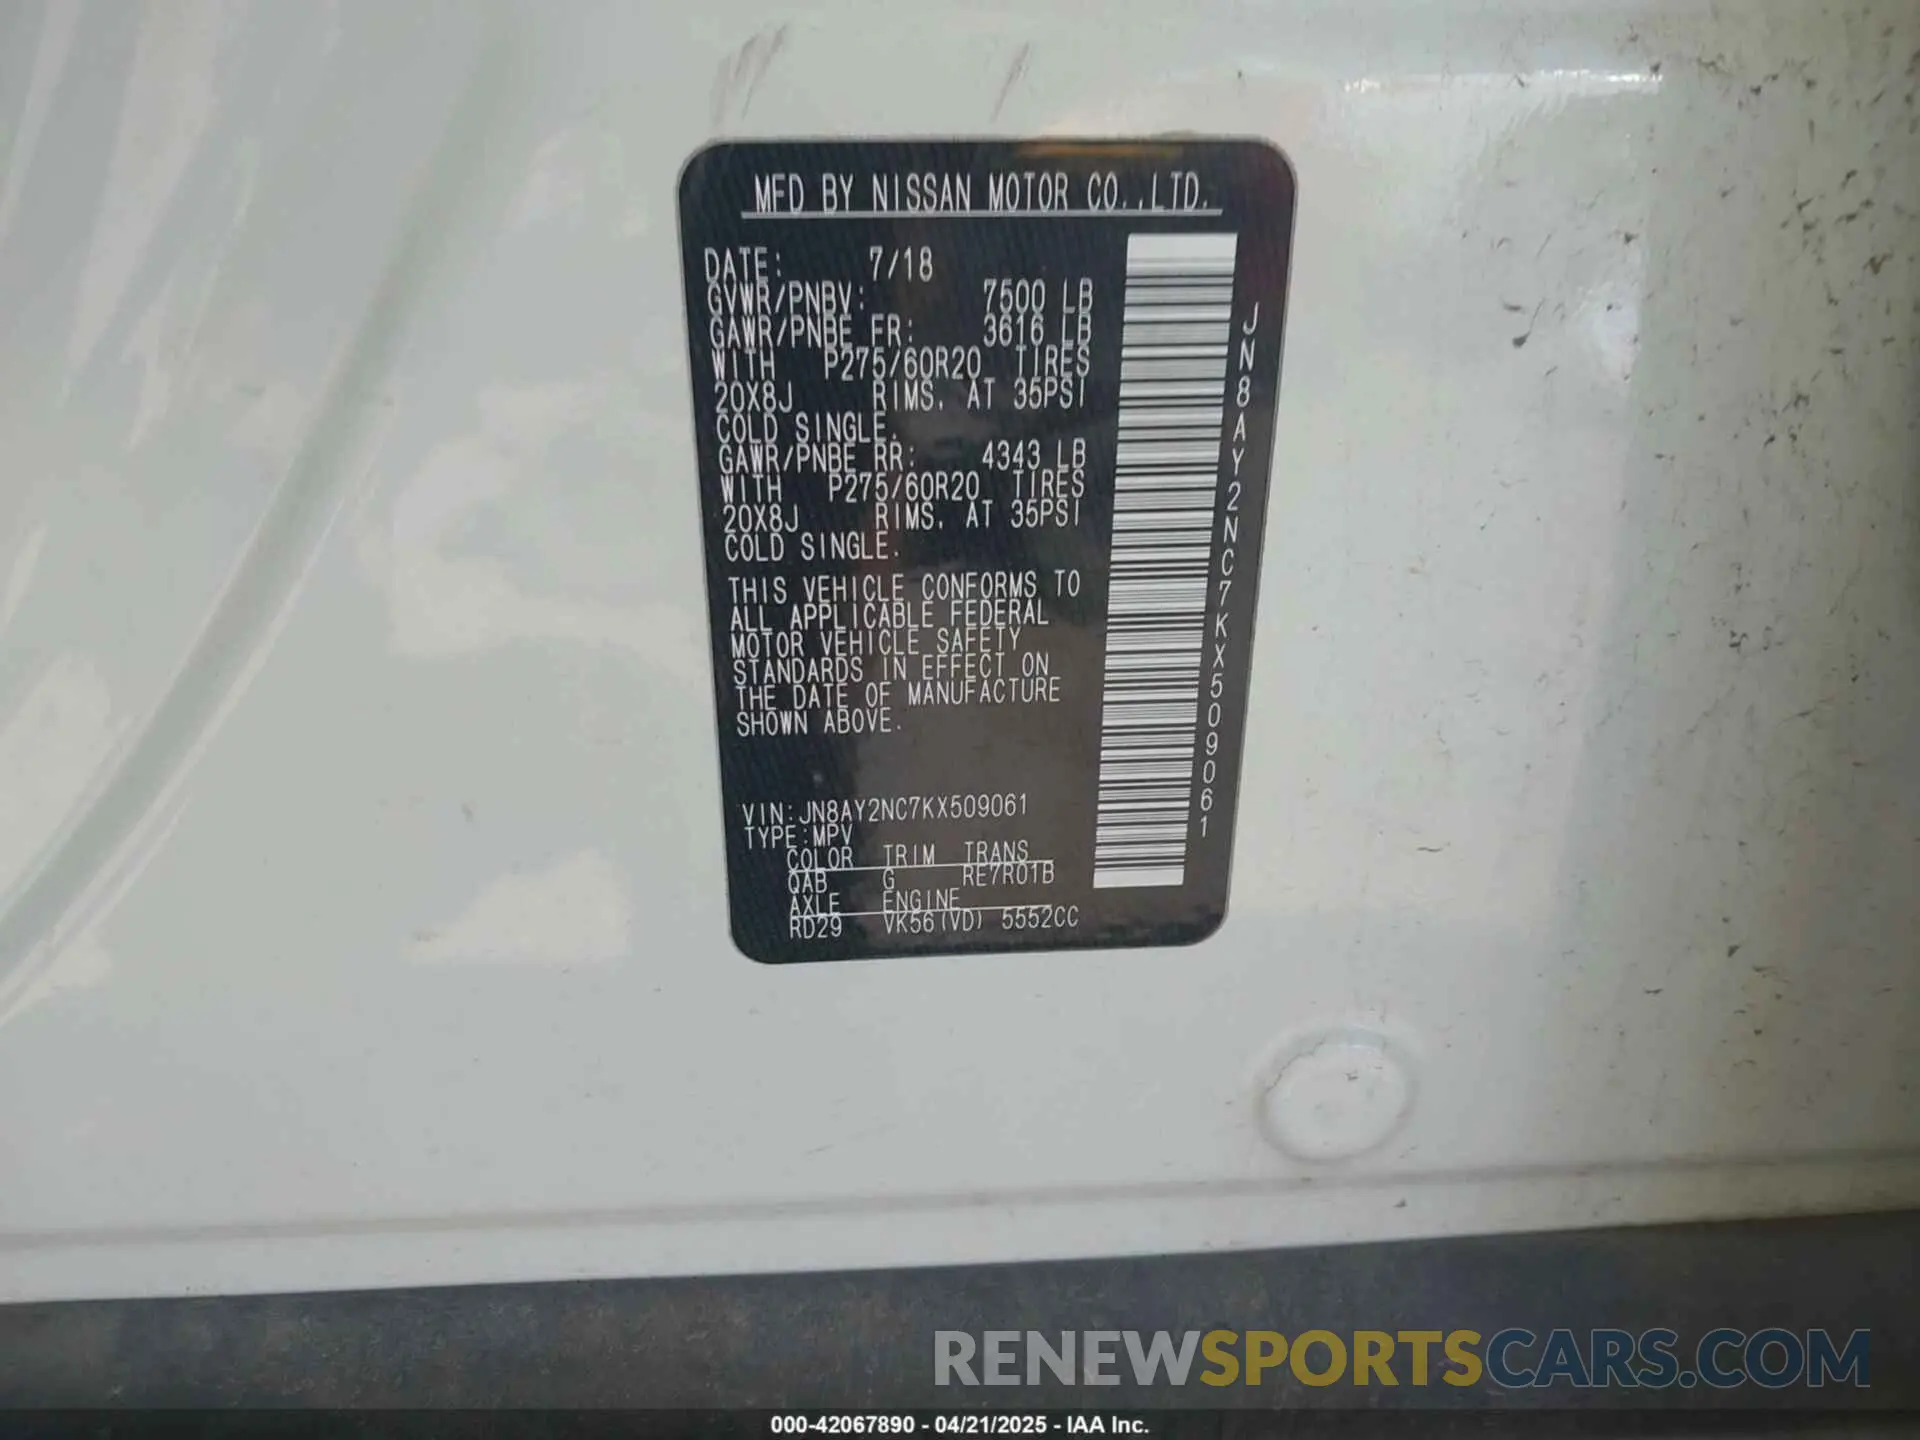 MFD BY NISSAN MOTOR CO.,LTD.
DATE: 7/18
GVWR/PNBV: 7500 LB
GAWR/PNBE FR: 3616 LB
WITH P275/60R20 TIRES
20X8J RIMS, AT 35PSI
COLD SINGLE.
GAWR/PNBE RR: 4343 LB
WITH P275/60R20 TIRES
20X8J RIMS, AT 35PSI
COLD SINGLE.
THIS VEHICLE CONFORMS TO
ALL APPLICABLE FEDERAL
MOTOR VEHICLE SAFETY
STANDARDS IN EFFECT ON
THE DATE OF MANUFACTURE
SHOWN ABOVE.
VIN:JN8AY2NC7KX509061
TYPE:MPV
COLOR TRIM TRANS
QAB G RE7R01B
AXLE ENGINE
RD29 VK56(VD) 5552CC
JN8AY2NC7KX509061
RENEWSPORTSCARS.COM
000-42067890 - 04/21/2025 - IAA Inc.